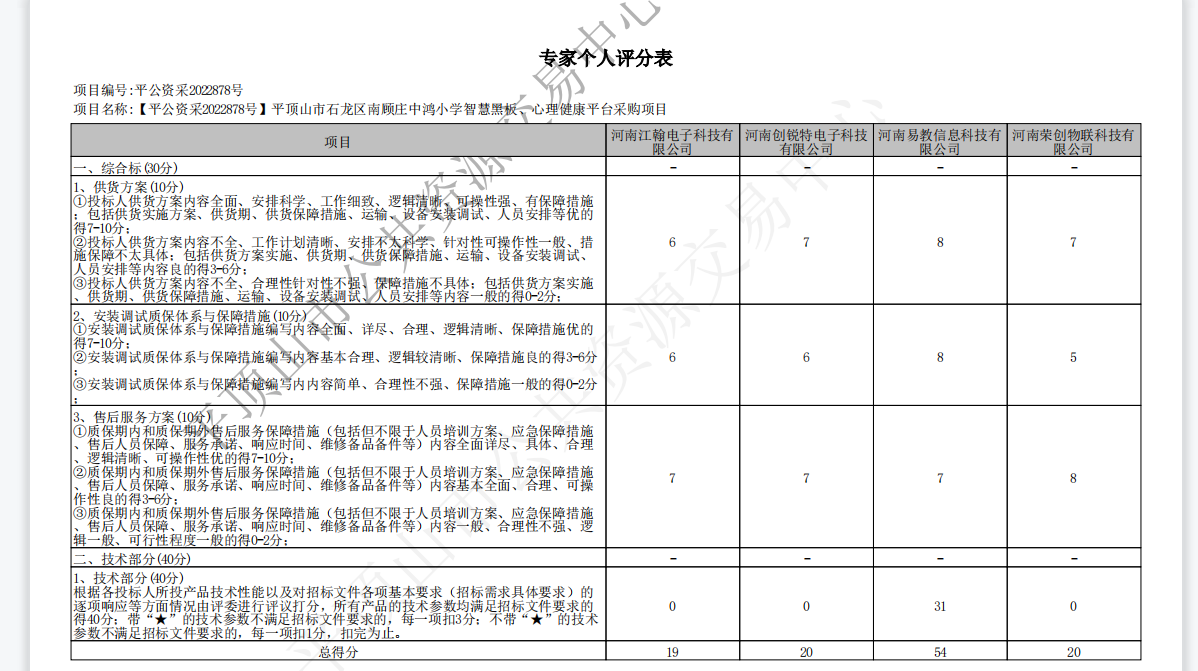 专家个人评分表
项目编号:平公资采2022878号
项目名称:【平公资采2022878号】平顶山市石龙区南顾庄中鸿小学智慧黑板、心理健康平台采购项目
项目 河南江翰电子科技有限公司 河南创锐特电子科技有限公司 河南易教信息科技有限公司 河南荣创物联科技有限公司
一、综合标(30分) - - - -
1、供货方案(10分)
①投标人供货方案内容全面、安排科学、工作细致、逻辑清晰、可操性强、有保障措施
;包括供货实施方案、供货期、供货保障措施、运输、设备安装调试、人员安排等优的
得7-10分;
②投标人供货方案内容不全、工作计划清晰、安排不太科学、针对性可操作性一般、措
施保障不太具体;包括供货方案实施、供货期、供货保障措施、运输、设备安装调试、
人员安排等内容良的得3-6分;
③投标人供货方案内容不全、合理性针对性不强、保障措施不具体;包括供货方案实施
、供货期、供货保障措施、运输、设备安装调试、人员安排等内容一般的得0-2分;
6 7 8 7
2、安装调试质保体系与保障措施(10分)
①安装调试质保体系与保障措施编写内容全面、详尽、合理、逻辑清晰、保障措施优的
得7-10分;
②安装调试质保体系与保障措施编写内容基本合理、逻辑较清晰、保障措施良的得3-6分
;
③安装调试质保体系与保障措施编写内内容简单、合理性不强、保障措施一般的得0-2分
;
6 6 8 5
3、售后服务方案(10分)
①质保期内和质保期外售后服务保障措施（包括但不限于人员培训方案、应急保障措施
、售后人员保障、服务承诺、响应时间、维修备品备件等）内容全面详尽、具体、合理
、逻辑清晰、可操作性优的得7-10分;
②质保期内和质保期外售后服务保障措施（包括但不限于人员培训方案、应急保障措施
、售后人员保障、服务承诺、响应时间、维修备品备件等）内容基本全面、合理、可操
作性良的得3-6分;
③质保期内和质保期外售后服务保障措施（包括但不限于人员培训方案、应急保障措施
、售后人员保障、服务承诺、响应时间、维修备品备件等）内容一般、合理性不强、逻
辑一般、可行性程度一般的得0-2分;
7 7 7 8
二、技术部分(40分) - - - -
1、技术部分(40分)
根据各投标人所投产品技术性能以及对招标文件各项基本要求（招标需求具体要求）的
逐项响应等方面情况由评委进行评议打分，所有产品的技术参数均满足招标文件要求的
得40分；带“★”的技术参数不满足招标文件要求的，每一项扣3分；不带“★”的技术
参数不满足招标文件要求的，每一项扣1分，扣完为止。
0 0 31 0
总得分 19 20 54 20
平顶山市公共资源交易中心
平顶山市公共资源交易中心